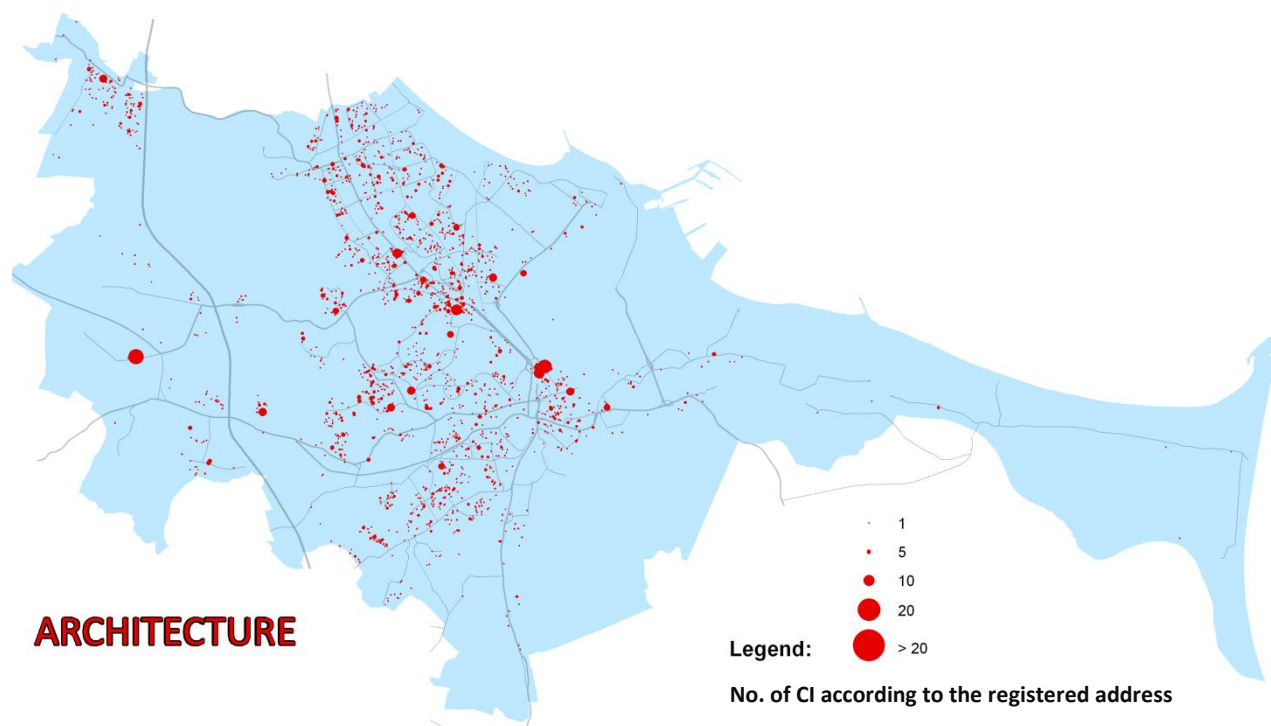 ARCHITECTURE
Legend:
1
5
10
20
> 20
No. of CI according to the registered address